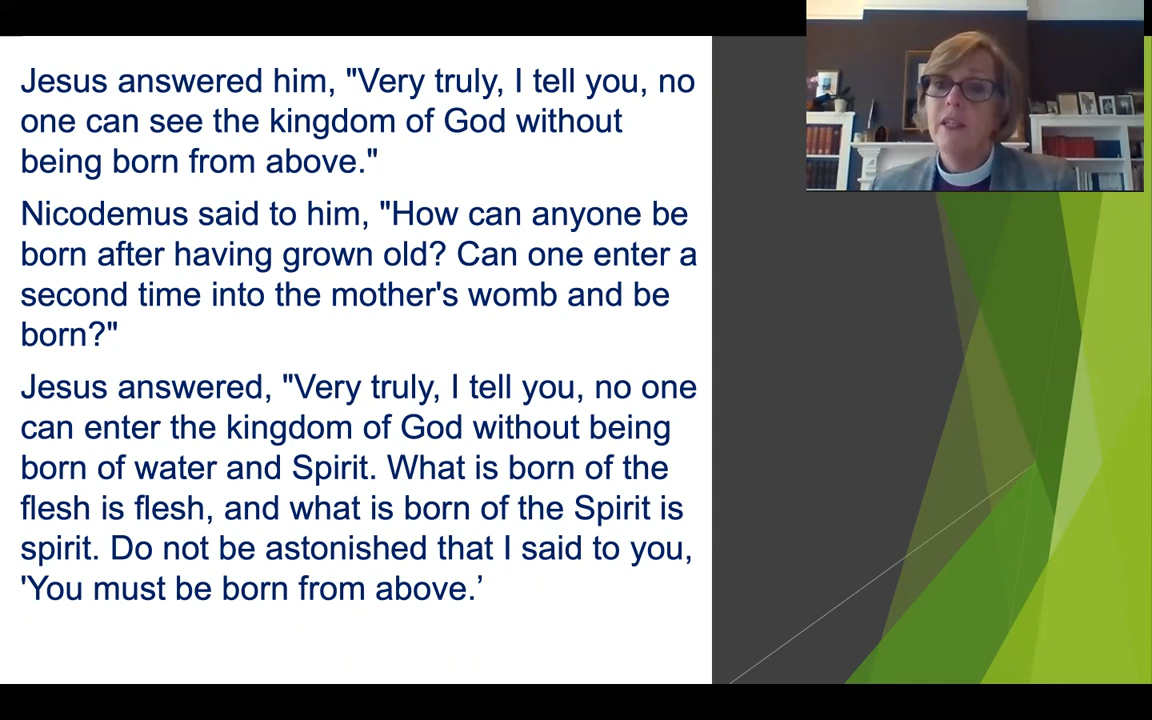 Jesus answered him, "Very truly, I tell you, no
one can see the kingdom of God without
being born from above."
Nicodemus said to him, "How can anyone be
born after having grown old? Can one enter a
second time into the mother's womb and be
born?"
Jesus answered, "Very truly, I tell you, no one
can enter the kingdom of God without being
born of water and Spirit. What is born of the
flesh is flesh, and what is born of the Spirit is
spirit. Do not be astonished that I said to you,
'You must be born from above.’